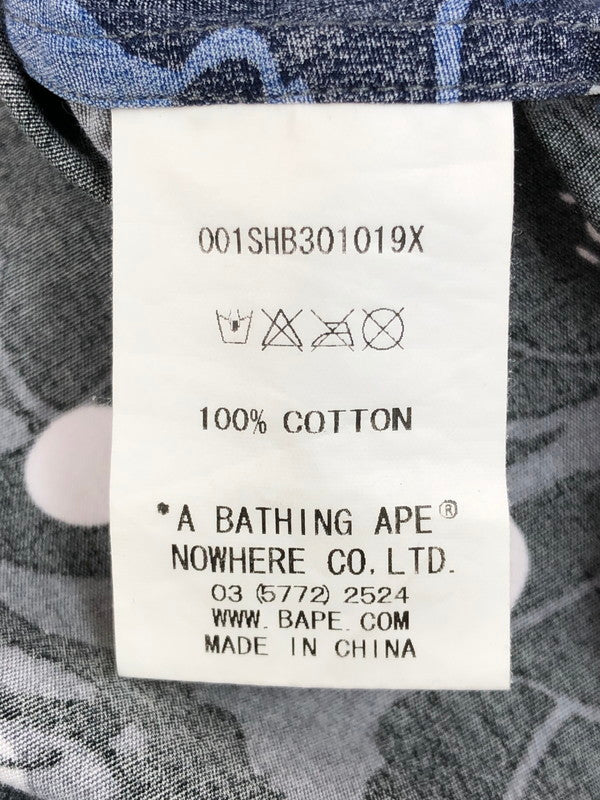 001SHB301019X
100% COTTON
*A BATHING APE®
NOWHERE CO, LTD.
03 (5772) 2524
WWW. BAPE. COM
MADE IN CHINA